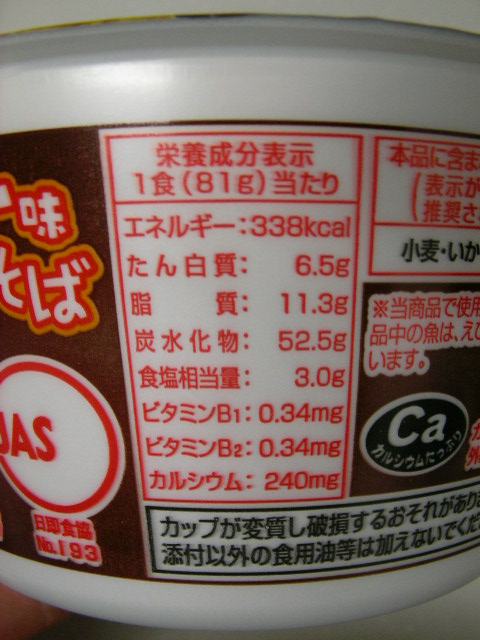 味
そば
JAS
日即食協
No.193
栄養成分表示
1食(81g)当たり
エネルギー:338kcal
たん白質: 6.5g
脂質: 11.3g
炭水化物: 52.5g
食塩相当量: 3.0g
ビタミンB1: 0.34mg
ビタミンB2: 0.34mg
カルシウム: 240mg
本品に含ま
(表示が
推奨さ
小麦・いか
※当商品で使用
品中の魚は、えび
います。
Ca
カルシウムたっぷり
カップが変質し破損するおそれがあり
添付以外の食用油等は加えないでくだ